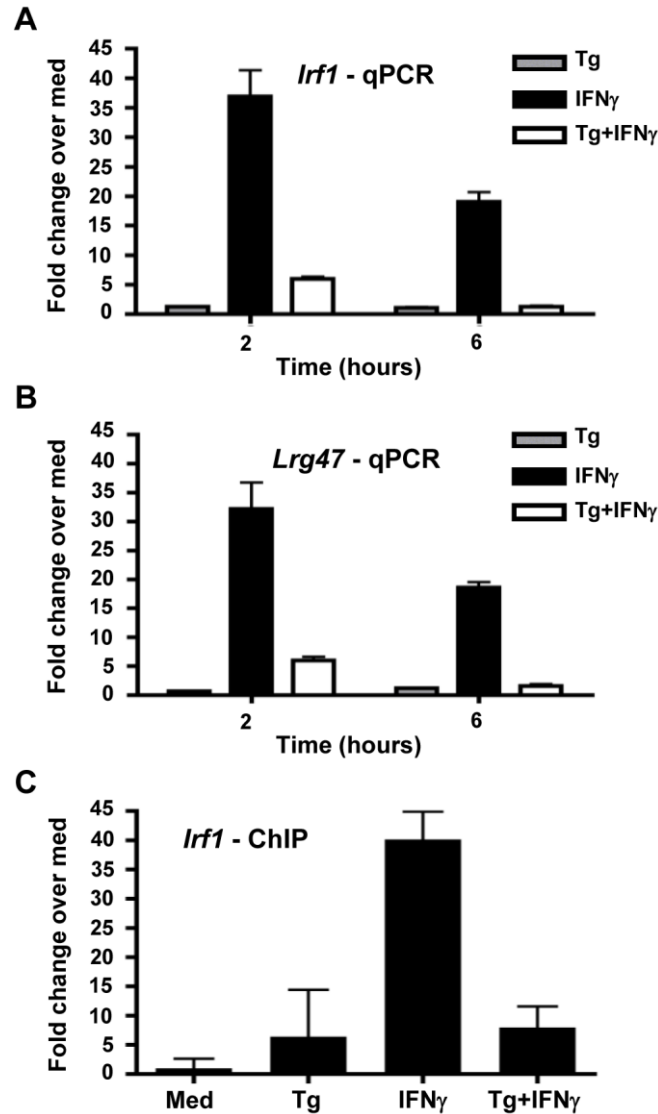 A
Irf1 - qPCR
Tg
IFNγ
Tg+IFNγ
Fold change over med
45
40
35
30
25
20
15
10
5
0
2
6
Time (hours)
B
Lrg47 - qPCR
Tg
IFNγ
Tg+IFNγ
Fold change over med
45
40
35
30
25
20
15
10
5
0
2
6
Time (hours)
C
Irf1 - ChIP
Fold change over med
45
40
35
30
25
20
15
10
5
0
Med Tg IFNγ Tg+IFNγ